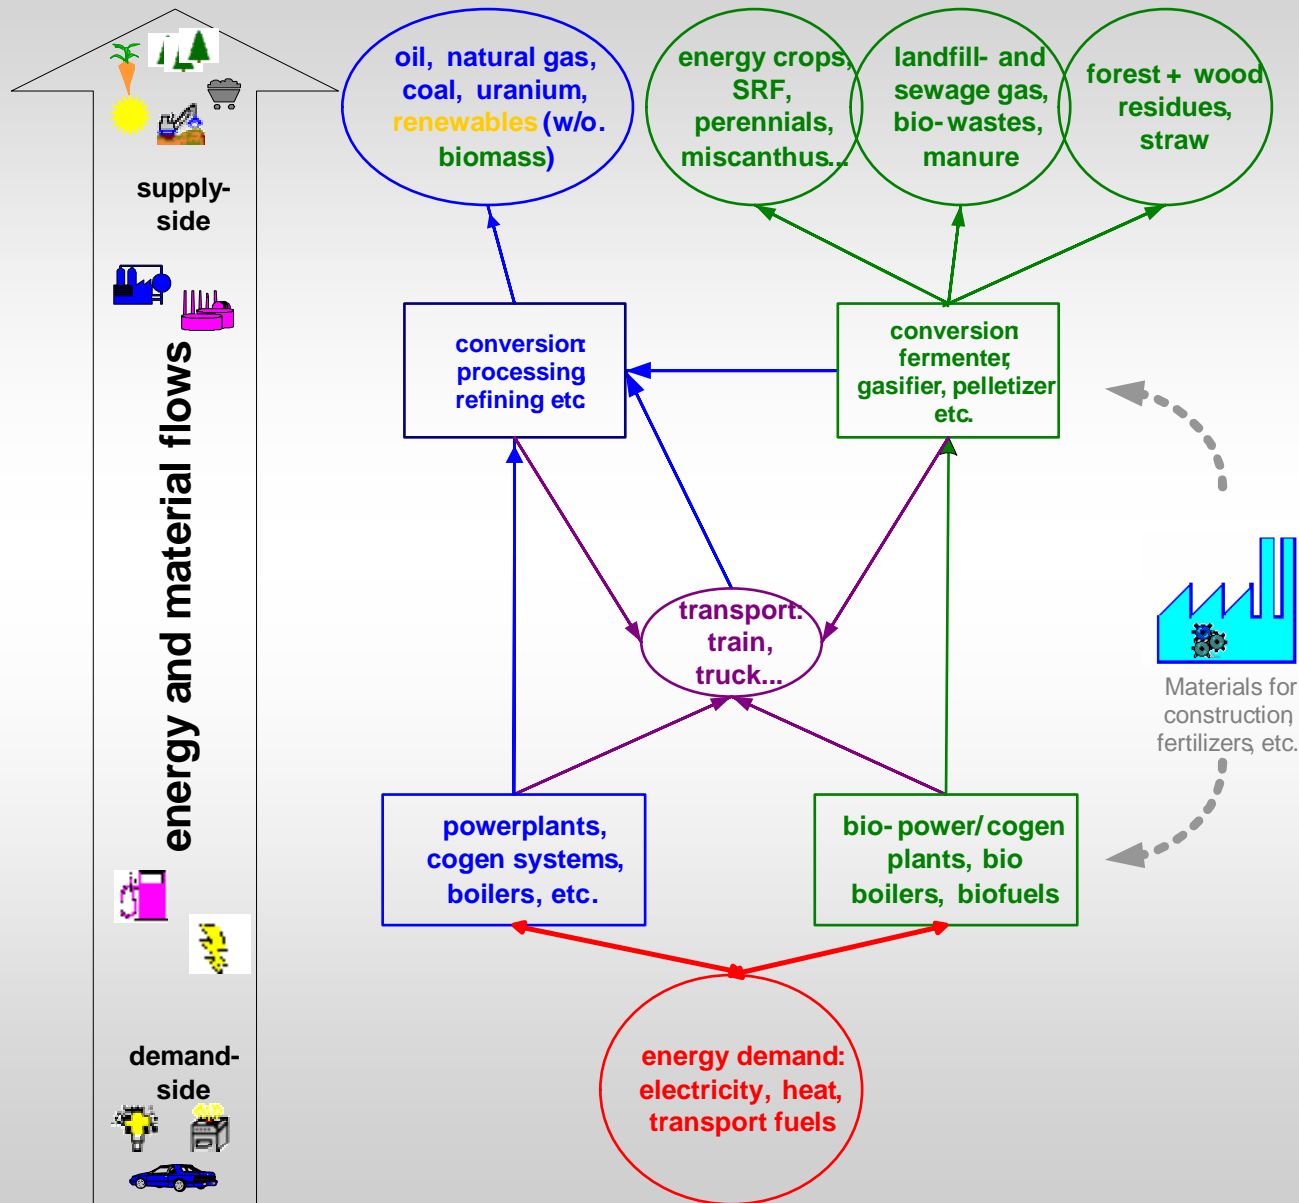 oil, natural gas,
coal, uranium,
renewables (w/o.
biomass)
energy crops,
SRF,
perennials,
miscanthus...
landfill- and
sewage gas,
bio-wastes,
manure
forest + wood
residues,
straw
supply-
side
energy and material flows
conversion:
processing
refining etc
conversion
fermenter,
gasifier, pelletizer
etc.
transport:
train,
truck...
Materials for
construction,
fertilizers, etc.
powerplants,
cogen systems,
boilers, etc.
bio-power/cogen
plants, bio
boilers, biofuels
demand-
side
energy demand:
electricity, heat,
transport fuels